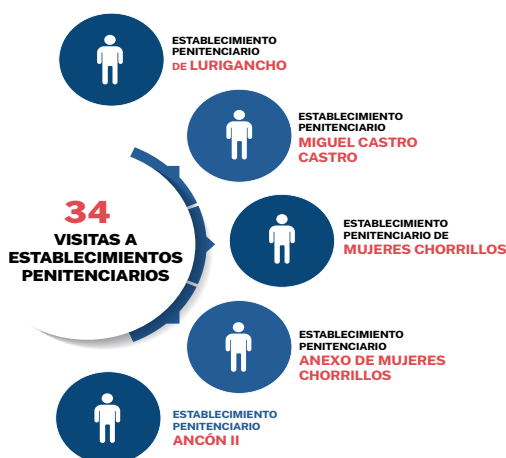 ESTABLECIMIENTO
PENITENCIARIO
DE LURIGANCHO
ESTABLECIMIENTO
PENITENCIARIO
MIGUEL CASTRO
CASTRO
34
VISITAS A
ESTABLECIMIENTOS
PENITENCIARIOS
ESTABLECIMIENTO
PENITENCIARIO DE
MUJERES CHORRILLOS
ESTABLECIMIENTO
PENITENCIARIO
ANEXO DE MUJERES
CHORRILLOS
ESTABLECIMIENTO
PENITENCIARIO
ANCÓN II